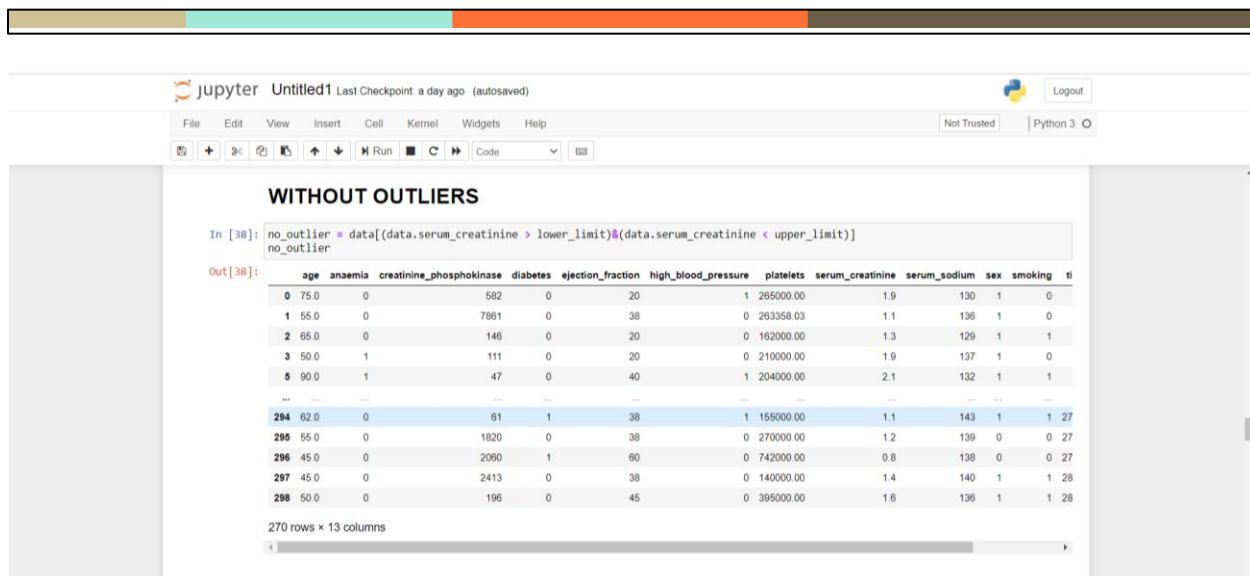 jupyter Untitled1 Last Checkpoint: a day ago (autosaved) Logout
File Edit View Insert Cell Kernel Widgets Help Not Trusted Python 3
Run Code
WITHOUT OUTLIERS
In [38]: no_outlier = data[(data.serum_creatinine > lower_limit)&(data.serum_creatinine < upper_limit)]
no_outlier
Out[38]:
age anaemia creatinine_phosphokinase diabetes ejection_fraction high_blood_pressure platelets serum_creatinine serum_sodium sex smoking ti
0 75.0 0 582 0 20 1 265000.00 1.9 130 1 0
1 55.0 0 7861 0 38 0 263358.03 1.1 136 1 0
2 65.0 0 146 0 20 0 162000.00 1.3 129 1 1
3 50.0 1 111 0 20 0 210000.00 1.9 137 1 0
5 90.0 1 47 0 40 1 204000.00 2.1 132 1 1
... ... ... ... ... ... ... ... ... ... ... ...
294 62.0 0 61 1 38 1 155000.00 1.1 143 1 1 27
295 55.0 0 1820 0 38 0 270000.00 1.2 139 0 0 27
296 45.0 0 2060 1 60 0 742000.00 0.8 138 0 0 27
297 45.0 0 2413 0 38 0 140000.00 1.4 140 1 1 28
298 50.0 0 196 0 45 0 395000.00 1.6 136 1 1 28
270 rows × 13 columns